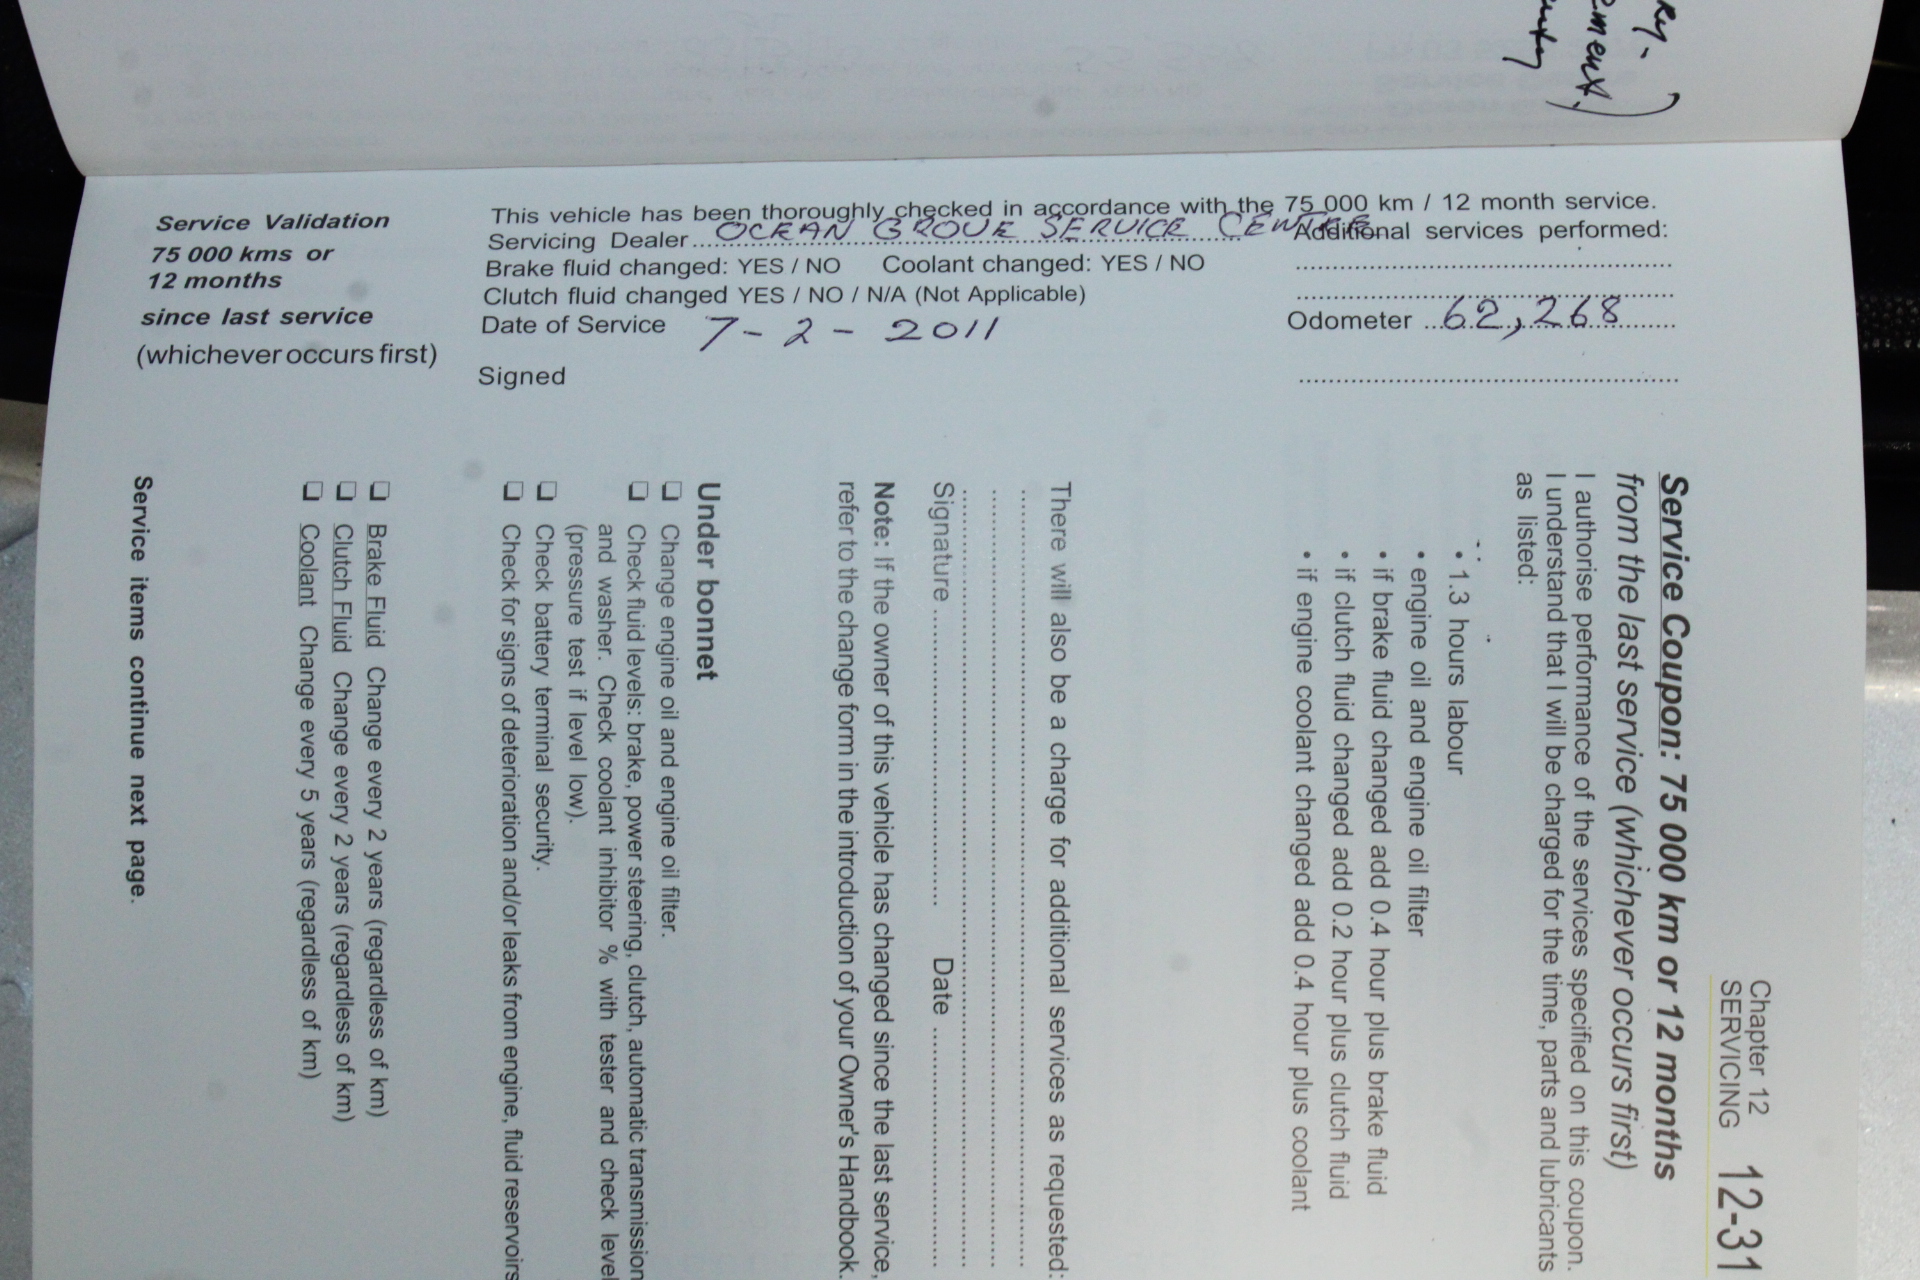 Service Validation
75 000 kms or
12 months
since last service
(whichever occurs first)
This vehicle has been thoroughly checked in accordance with the 75 000 km / 12 month service.
Servicing Dealer OCEAN GROVE SERVICE CENTRE Additional services performed:
Brake fluid changed: YES / NO Coolant changed: YES / NO
Clutch fluid changed YES / NO / N/A (Not Applicable)
Date of Service 7-2-2011
Odometer 62,268
Signed
Chapter 12
SERVICING 12-31
Service Coupon: 75 000 km or 12 months
from the last service (whichever occurs first)
I authorise performance of the services specified on this coupon.
I understand that I will be charged for the time, parts and lubricants
as listed:
• 1.3 hours labour
• engine oil and engine oil filter
• if brake fluid changed add 0.4 hour plus brake fluid
• if clutch fluid changed add 0.2 hour plus clutch fluid
• if engine coolant changed add 0.4 hour plus coolant
There will also be a charge for additional services as requested:
Signature Date
Note: If the owner of this vehicle has changed since the last service,
refer to the change form in the introduction of your Owner's Handbook.
Under bonnet
❑ Change engine oil and engine oil filter.
❑ Check fluid levels: brake, power steering, clutch, automatic transmission
and washer. Check coolant inhibitor % with tester and check level
(pressure test if level low).
❑ Check battery terminal security.
❑ Check for signs of deterioration and/or leaks from engine, fluid reservoirs
❑ Brake Fluid Change every 2 years (regardless of km)
❑ Clutch Fluid Change every 2 years (regardless of km)
❑ Coolant Change every 5 years (regardless of km)
Service items continue next page.